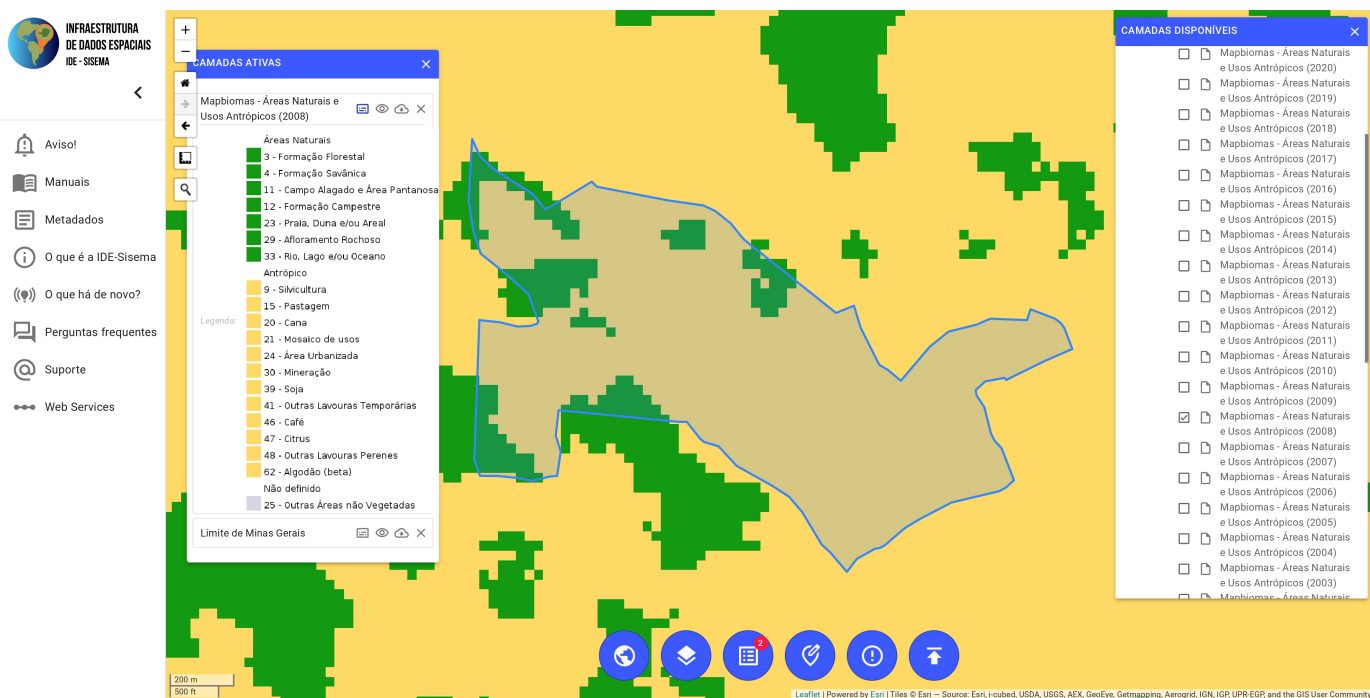 INFRAESTRUTURA
DE DADOS ESPACIAIS
IDE - SISEMA
Aviso!
Manuais
Metadados
O que é a IDE-Sisema
O que há de novo?
Perguntas frequentes
Suporte
Web Services
+
−
CAMADAS ATIVAS
Mapbiomas - Áreas Naturais e
Usos Antrópicos (2008)
Legenda:
Áreas Naturais
3 - Formação Florestal
4 - Formação Savânica
11 - Campo Alagado e Área Pantanosa
12 - Formação Campestre
23 - Praia, Duna e/ou Areal
29 - Afloramento Rochoso
33 - Rio, Lago e/ou Oceano
Antrópico
9 - Silvicultura
15 - Pastagem
20 - Cana
21 - Mosaico de usos
24 - Área Urbanizada
30 - Mineração
39 - Soja
41 - Outras Lavouras Temporárias
46 - Café
47 - Citrus
48 - Outras Lavouras Perenes
62 - Algodão (beta)
Não definido
25 - Outras Áreas não Vegetadas
Limite de Minas Gerais
200 m
500 ft
2
CAMADAS DISPONÍVEIS
Mapbiomas - Áreas Naturais
e Usos Antrópicos (2020)
Mapbiomas - Áreas Naturais
e Usos Antrópicos (2019)
Mapbiomas - Áreas Naturais
e Usos Antrópicos (2018)
Mapbiomas - Áreas Naturais
e Usos Antrópicos (2017)
Mapbiomas - Áreas Naturais
e Usos Antrópicos (2016)
Mapbiomas - Áreas Naturais
e Usos Antrópicos (2015)
Mapbiomas - Áreas Naturais
e Usos Antrópicos (2014)
Mapbiomas - Áreas Naturais
e Usos Antrópicos (2013)
Mapbiomas - Áreas Naturais
e Usos Antrópicos (2012)
Mapbiomas - Áreas Naturais
e Usos Antrópicos (2011)
Mapbiomas - Áreas Naturais
e Usos Antrópicos (2010)
Mapbiomas - Áreas Naturais
e Usos Antrópicos (2009)
Mapbiomas - Áreas Naturais
e Usos Antrópicos (2008)
Mapbiomas - Áreas Naturais
e Usos Antrópicos (2007)
Mapbiomas - Áreas Naturais
e Usos Antrópicos (2006)
Mapbiomas - Áreas Naturais
e Usos Antrópicos (2005)
Mapbiomas - Áreas Naturais
e Usos Antrópicos (2004)
Mapbiomas - Áreas Naturais
e Usos Antrópicos (2003)
Mapbiomas - Áreas Naturais
Leaflet | Powered by Esri | Tiles © Esri — Source: Esri, i-cubed, USDA, USGS, AEX, GeoEye, Getmapping, Aerogrid, IGN, IGP, UPR-EGP, and the GIS User Community